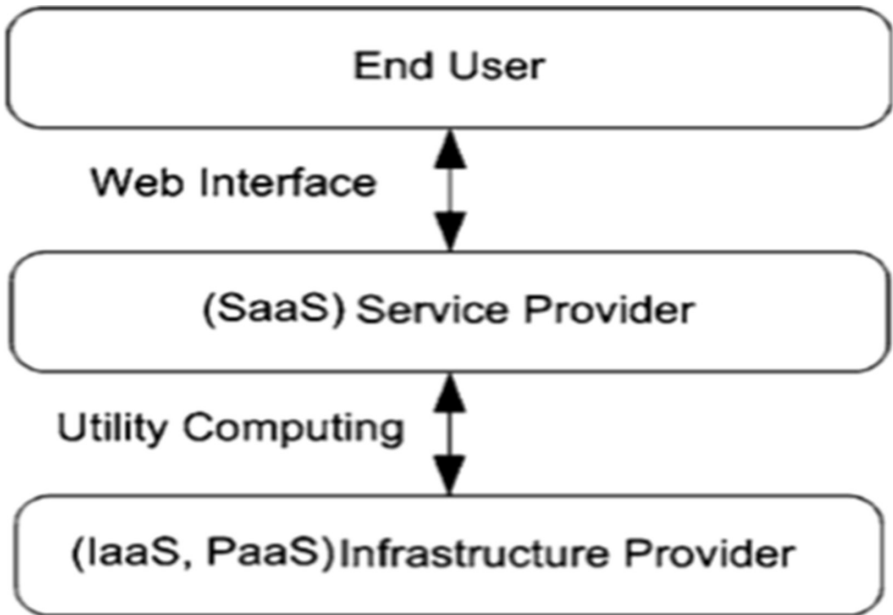 End User
Web Interface
(SaaS) Service Provider
Utility Computing
(IaaS, PaaS) Infrastructure Provider